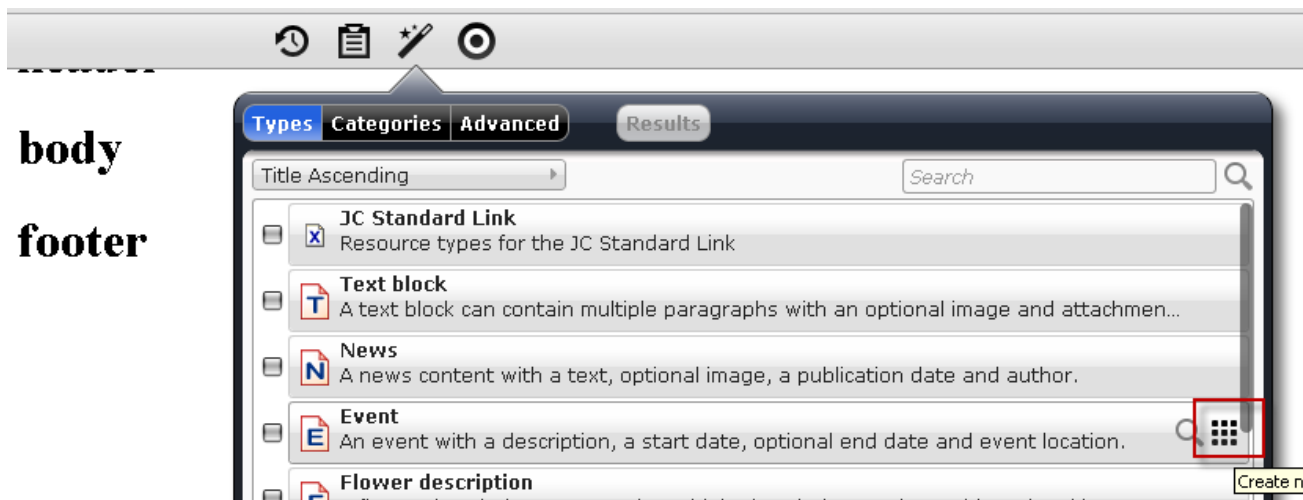 body
footer
Types Categories Advanced Results
Title Ascending Search
JC Standard Link
Resource types for the JC Standard Link
T Text block
A text block can contain multiple paragraphs with an optional image and attachmen...
N News
A news content with a text, optional image, a publication date and author.
E Event
An event with a description, a start date, optional end date and event location.
Create n
Flower description